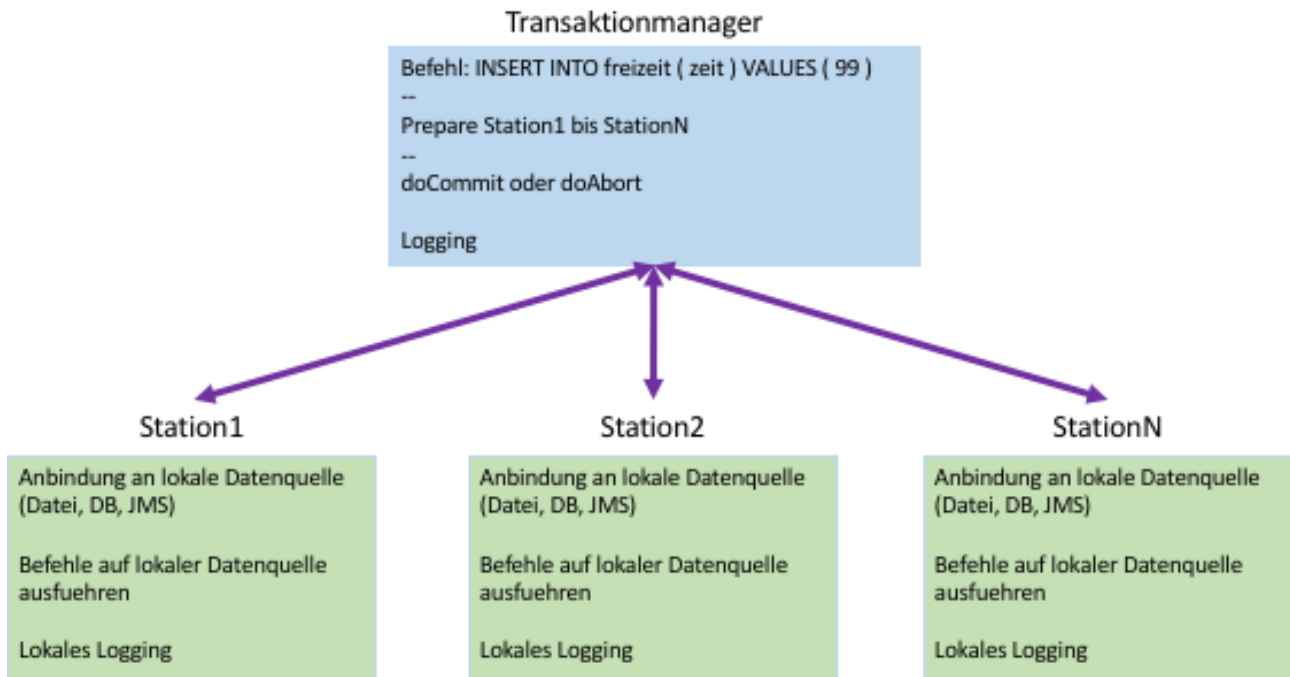 Transaktionmanager
Befehl: INSERT INTO freizeit ( zeit ) VALUES ( 99 )
--
Prepare Station1 bis StationN
--
doCommit oder doAbort
Logging
Station1
Anbindung an lokale Datenquelle
(Datei, DB, JMS)
Befehle auf lokaler Datenquelle
ausfuehren
Lokales Logging
Station2
Anbindung an lokale Datenquelle
(Datei, DB, JMS)
Befehle auf lokaler Datenquelle
ausfuehren
Lokales Logging
StationN
Anbindung an lokale Datenquelle
(Datei, DB, JMS)
Befehle auf lokaler Datenquelle
ausfuehren
Lokales Logging